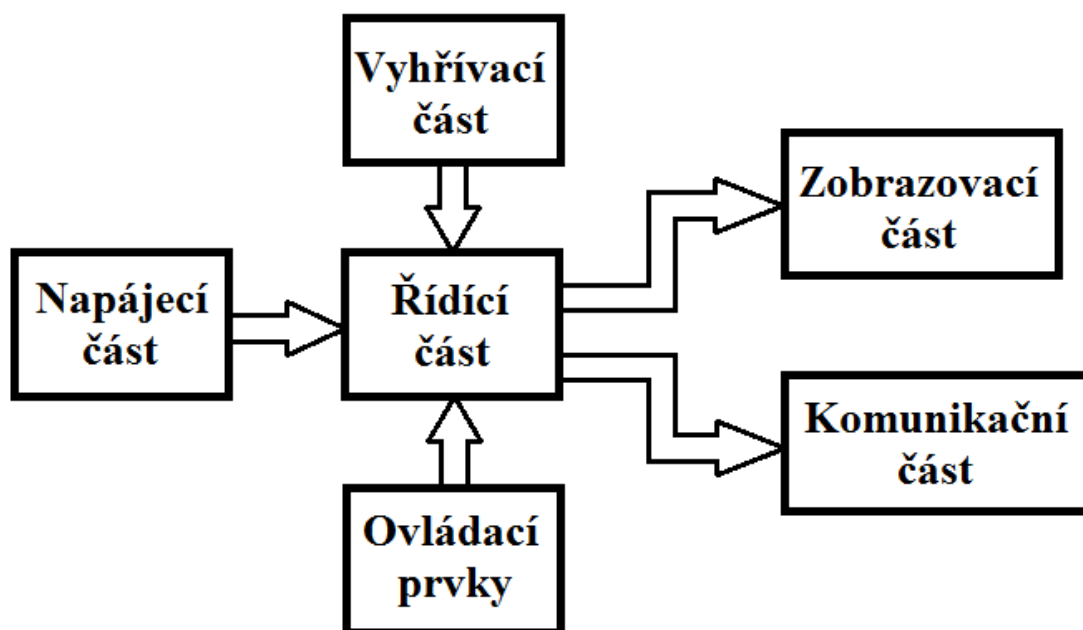 Vyhřívací
část
Zobrazovací
část
Napájecí
část
Řídící
část
Komunikační
část
Ovládací
prvky